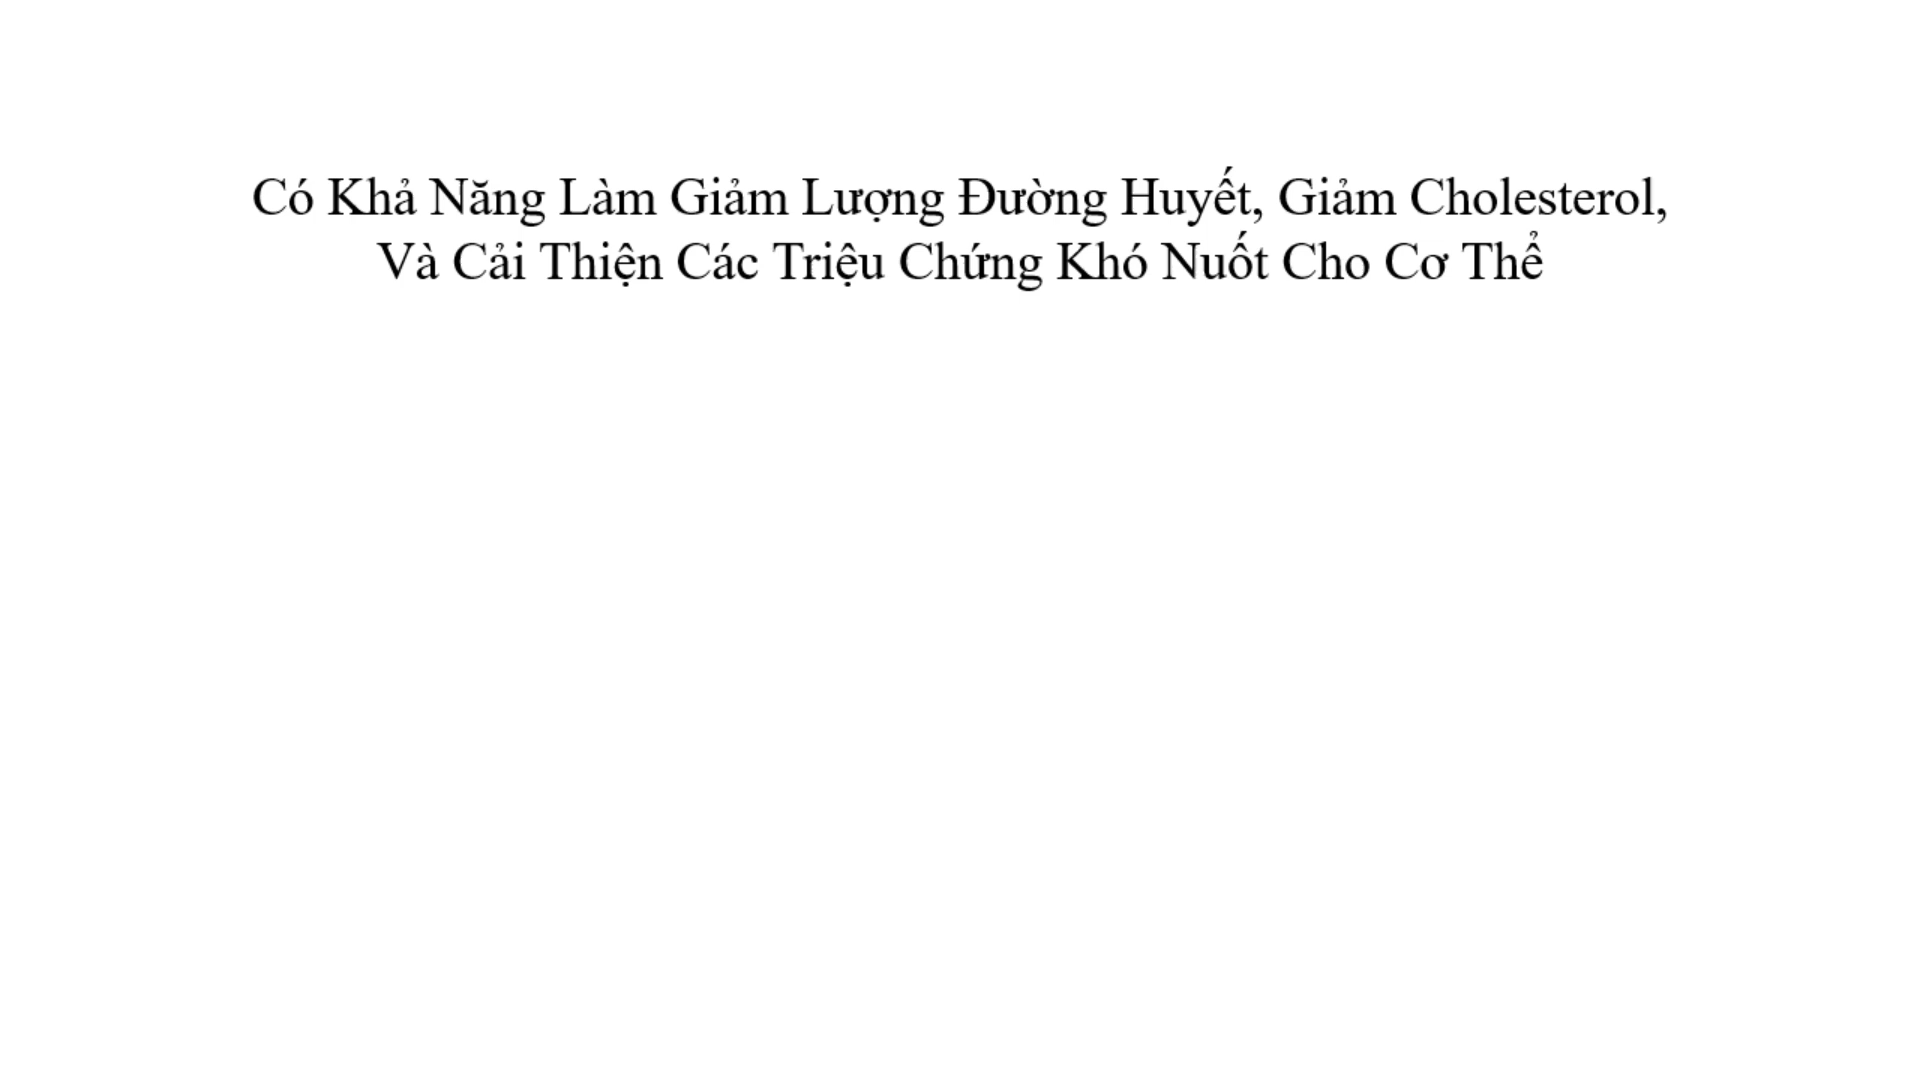 Có Khả Năng Làm Giảm Lượng Đường Huyết, Giảm Cholesterol,
Và Cải Thiện Các Triệu Chứng Khó Nuốt Cho Cơ Thể